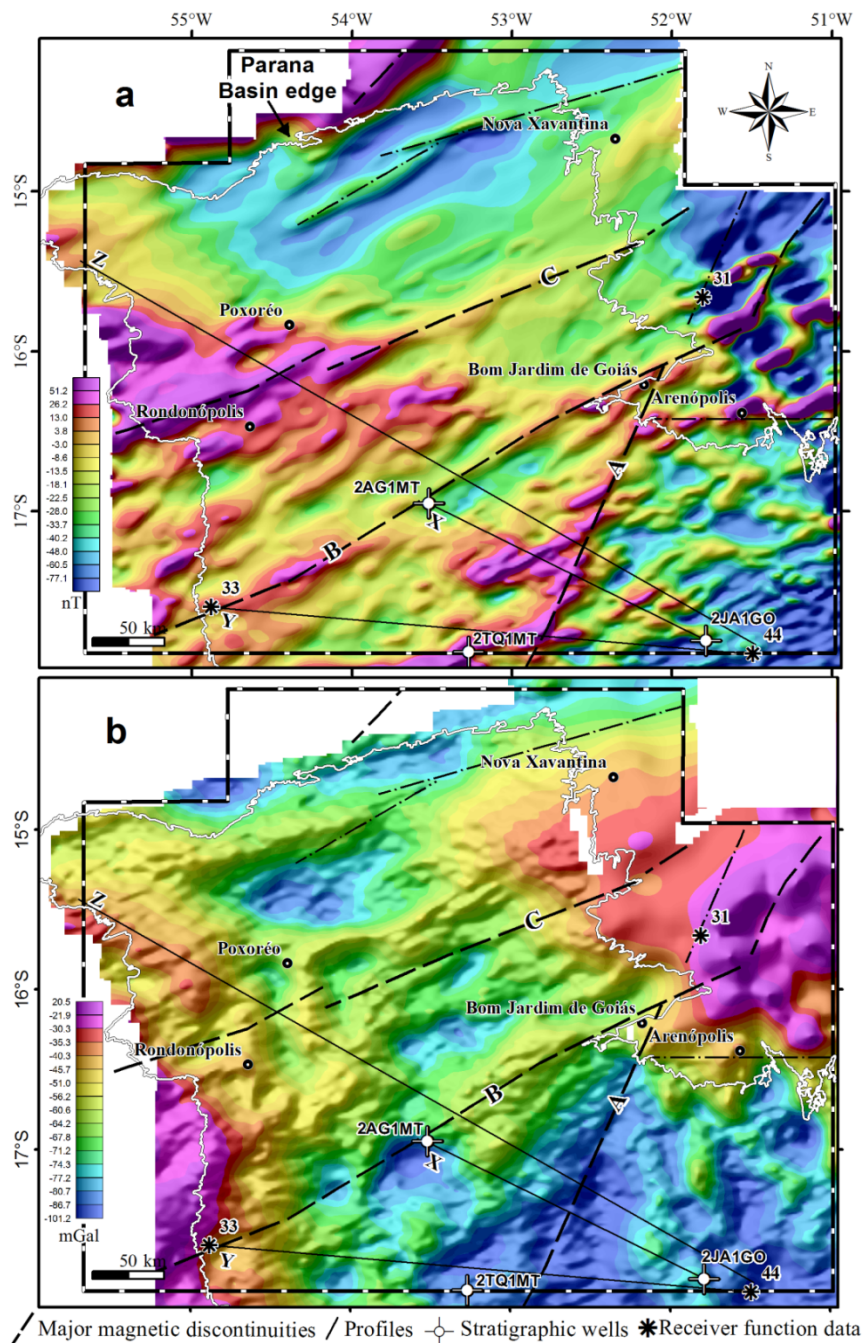 55°W 54°W 53°W 52°W 51°W
a
Parana
Basin edge
N
W E
S
Nova Xavantina
15°S
Z
31
C
Poxoréo
16°S
Bom Jardim de Goiás
51.2
26.2
13.0
3.8
-3.0
-8.6
-13.5
-18.1
-22.5
-28.0
-33.7
-40.2
-48.0
-60.5
-77.1
nT
Rondonópolis
Arenópolis
A
2AG1MT
17°S
X
B
33
Y
2JA1GO
44
50 km
2TQ1MT
b
Nova Xavantina
15°S
Z
31
C
Poxoréo
16°S
Bom Jardim de Goiás
20.5
-21.9
-30.3
-35.3
-40.3
-45.7
-51.0
-56.2
-60.6
-64.2
-67.8
-71.2
-74.3
-77.2
-80.7
-86.7
-101.2
mGal
Rondonópolis
Arenópolis
B
A
2AG1MT
17°S
X
33
Y
2JA1GO
44
50 km
2TQ1MT
Major magnetic discontinuities Profiles Stratigraphic wells Receiver function data